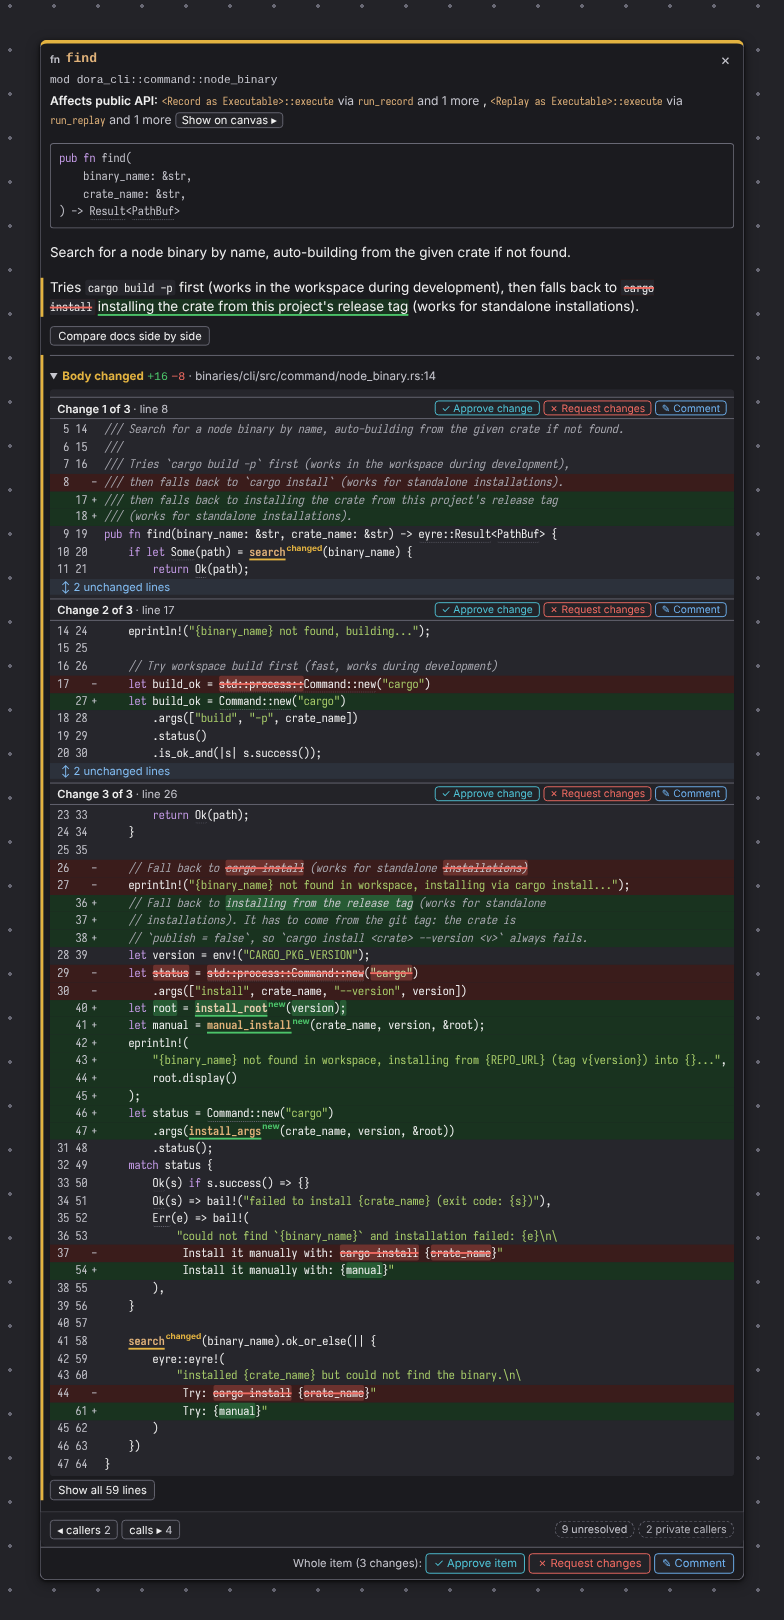 fn find
×
mod dora_cli::command::node_binary
Affects public API: <Record as Executable>::execute via run_record and 1 more , <Replay as Executable>::execute via
run_replay and 1 more Show on canvas ▸
pub fn find(
    binary_name: &str,
    crate_name: &str,
) -> Result<PathBuf>
Search for a node binary by name, auto-building from the given crate if not found.
Tries cargo build -p first (works in the workspace during development), then falls back to cargo
install installing the crate from this project's release tag (works for standalone installations).
Compare docs side by side
▼ Body changed +16 −8 · binaries/cli/src/command/node_binary.rs:14
Change 1 of 3 · line 8 ✓ Approve change × Request changes ✎ Comment
5 14 /// Search for a node binary by name, auto-building from the given crate if not found.
6 15 ///
7 16 /// Tries `cargo build -p` first (works in the workspace during development),
8 − /// then falls back to `cargo install` (works for standalone installations).
17 + /// then falls back to installing the crate from this project's release tag
18 + /// (works for standalone installations).
9 19 pub fn find(binary_name: &str, crate_name: &str) -> eyre::Result<PathBuf> {
10 20     if let Some(path) = search changed(binary_name) {
11 21         return Ok(path);
↕ 2 unchanged lines
Change 2 of 3 · line 17 ✓ Approve change × Request changes ✎ Comment
14 24     eprintln!("{binary_name} not found, building...");
15 25
16 26     // Try workspace build first (fast, works during development)
17 −     let build_ok = std::process::Command::new("cargo")
27 +     let build_ok = Command::new("cargo")
18 28         .args(["build", "-p", crate_name])
19 29         .status()
20 30         .is_ok_and(|s| s.success());
↕ 2 unchanged lines
Change 3 of 3 · line 26 ✓ Approve change × Request changes ✎ Comment
23 33         return Ok(path);
24 34     }
25 35
26 −     // Fall back to cargo install (works for standalone installations)
27 −     eprintln!("{binary_name} not found in workspace, installing via cargo install...");
36 +     // Fall back to installing from the release tag (works for standalone
37 +     // installations). It has to come from the git tag: the crate is
38 +     // `publish = false`, so `cargo install <crate> --version <v>` always fails.
28 39     let version = env!("CARGO_PKG_VERSION");
29 −     let status = std::process::Command::new("cargo")
30 −         .args(["install", crate_name, "--version", version])
40 +     let root = install_root new(version);
41 +     let manual = manual_install new(crate_name, version, &root);
42 +     eprintln!(
43 +         "{binary_name} not found in workspace, installing from {REPO_URL} (tag v{version}) into {}...",
44 +         root.display()
45 +     );
46 +     let status = Command::new("cargo")
47 +         .args(install_args new(crate_name, version, &root))
31 48         .status();
32 49     match status {
33 50         Ok(s) if s.success() => {}
34 51         Ok(s) => bail!("failed to install {crate_name} (exit code: {s})"),
35 52         Err(e) => bail!(
36 53             "could not find `{binary_name}` and installation failed: {e}\n\
37 −              Install it manually with: cargo install {crate_name}"
54 +              Install it manually with: {manual}"
38 55         ),
39 56     }
40 57
41 58     search changed(binary_name).ok_or_else(|| {
42 59         eyre::eyre!(
43 60             "installed {crate_name} but could not find the binary.\n\
44 −              Try: cargo install {crate_name}"
61 +              Try: {manual}"
45 62         )
46 63     })
47 64 }
Show all 59 lines
◂ callers 2 calls ▸ 4 9 unresolved 2 private callers
Whole item (3 changes): ✓ Approve item × Request changes ✎ Comment